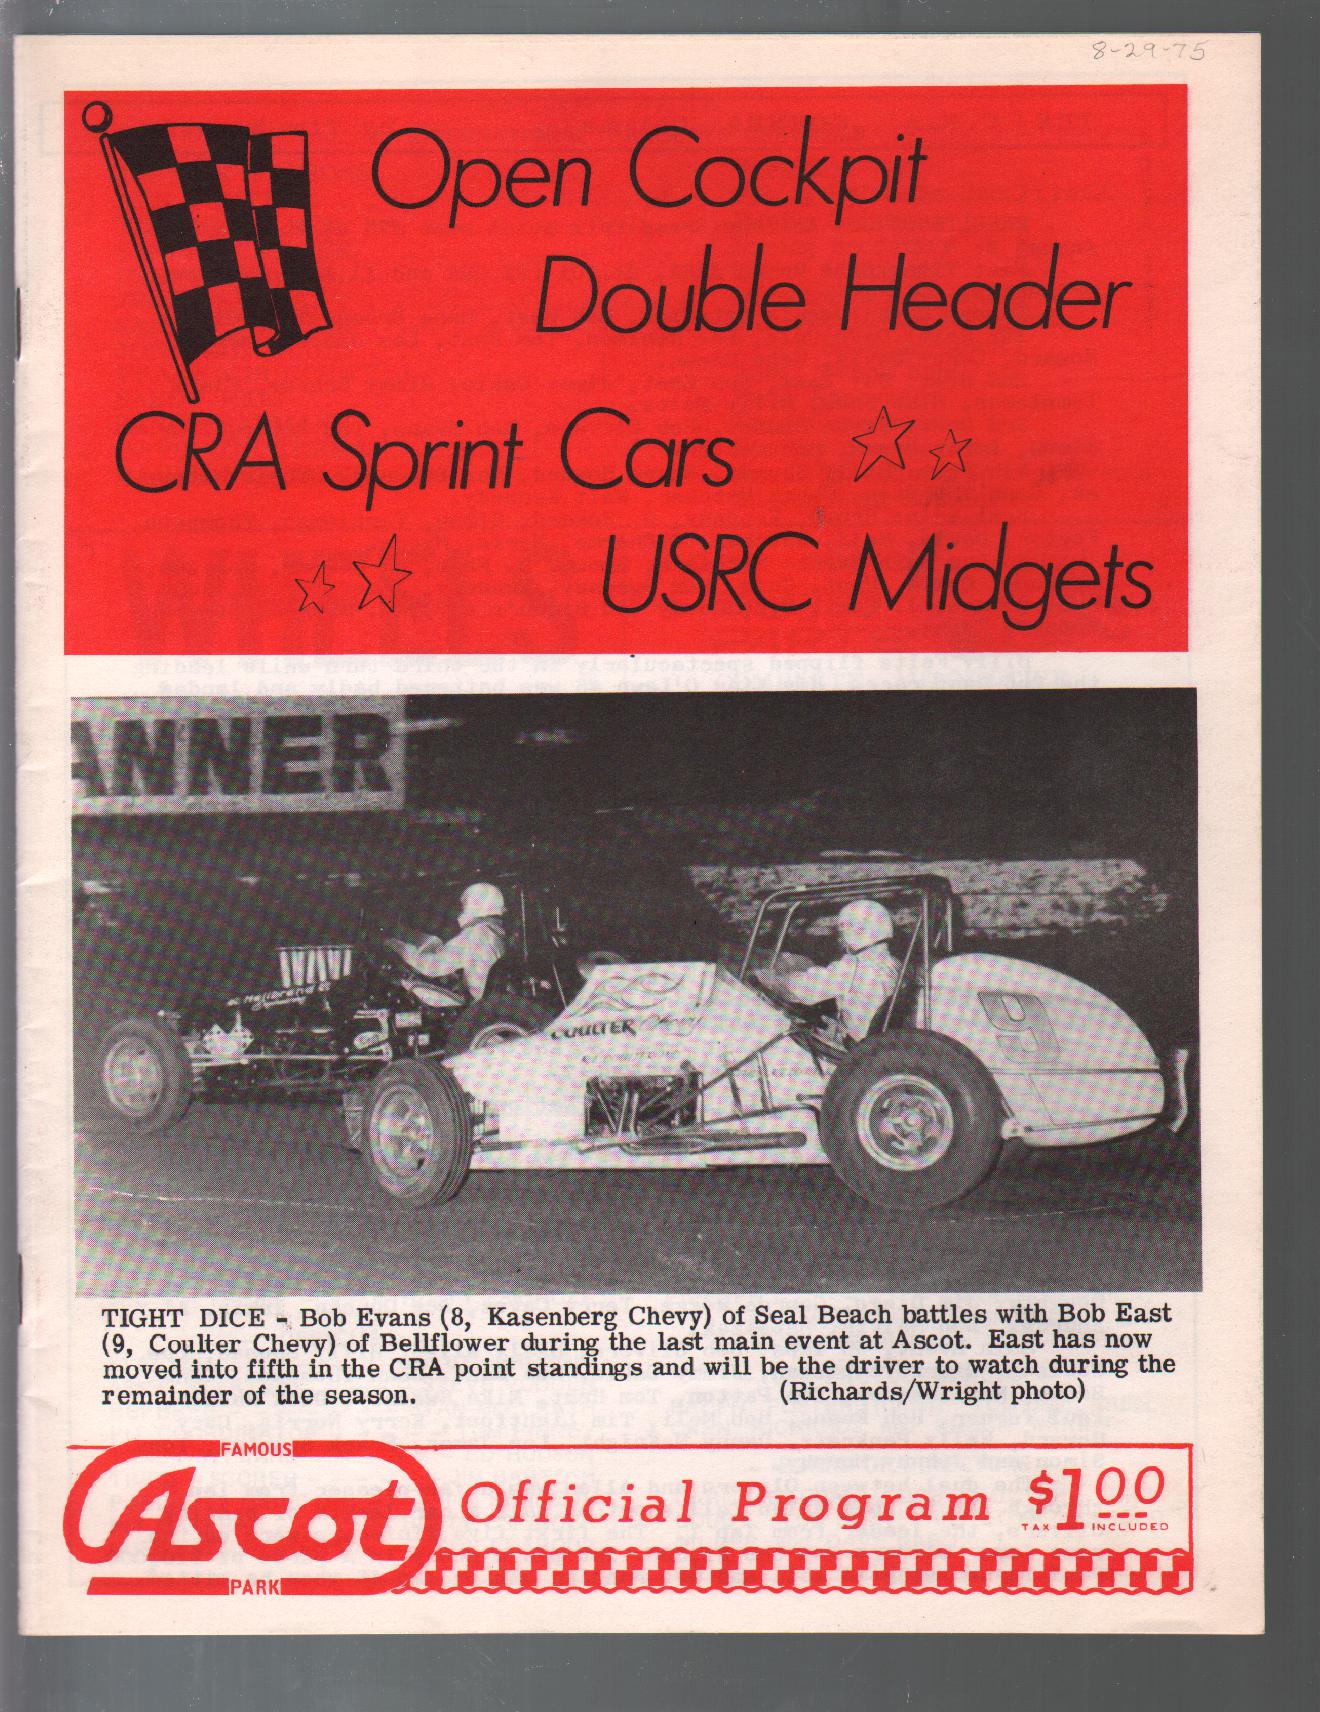 8-29-75
Open Cockpit
Double Header
CRA Sprint Cars
USRC Midgets
ANNER
COULTER
9
TIGHT DICE - Bob Evans (8, Kasenberg Chevy) of Seal Beach battles with Bob East
(9, Coulter Chevy) of Bellflower during the last main event at Ascot. East has now
moved into fifth in the CRA point standings and will be the driver to watch during the
remainder of the season. (Richards/Wright photo)
FAMOUS
Ascot
PARK
Official Program $1.00
TAX INCLUDED